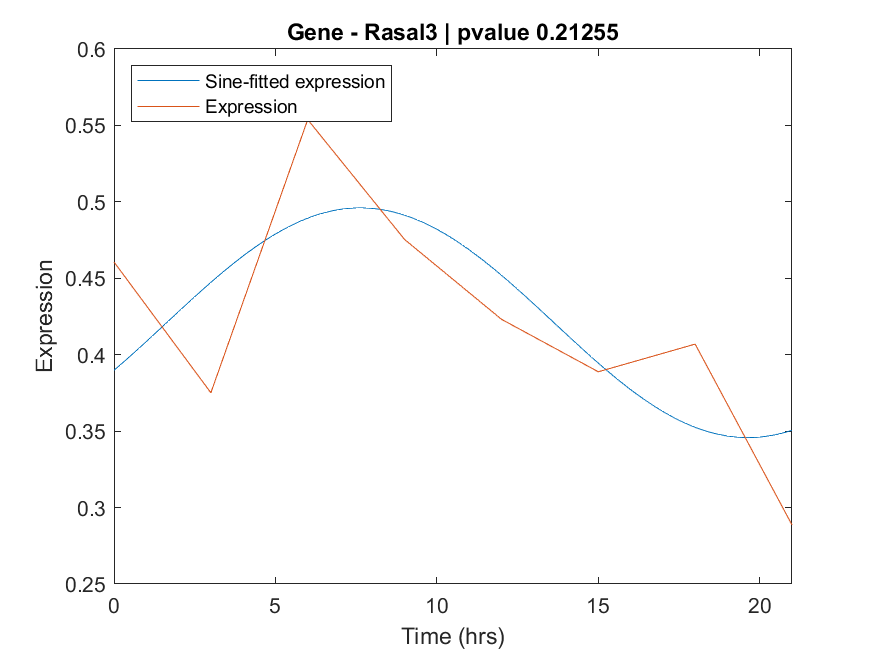 Gene - Rasal3 | pvalue 0.21255
0.6
0.55
0.5
0.45
0.4
0.35
0.3
0.25
Expression
Sine-fitted expression
Expression
0 5 10 15 20
Time (hrs)